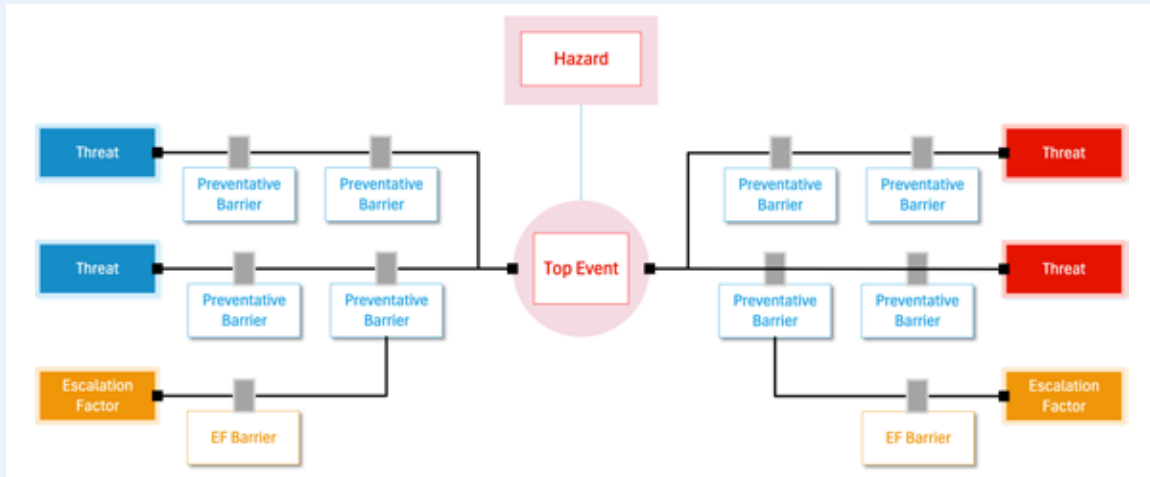 Hazard
Threat
Threat
Preventative
Barrier
Preventative
Barrier
Preventative
Barrier
Preventative
Barrier
Threat
Top Event
Threat
Preventative
Barrier
Preventative
Barrier
Preventative
Barrier
Preventative
Barrier
Escalation
Factor
Escalation
Factor
EF Barrier
EF Barrier